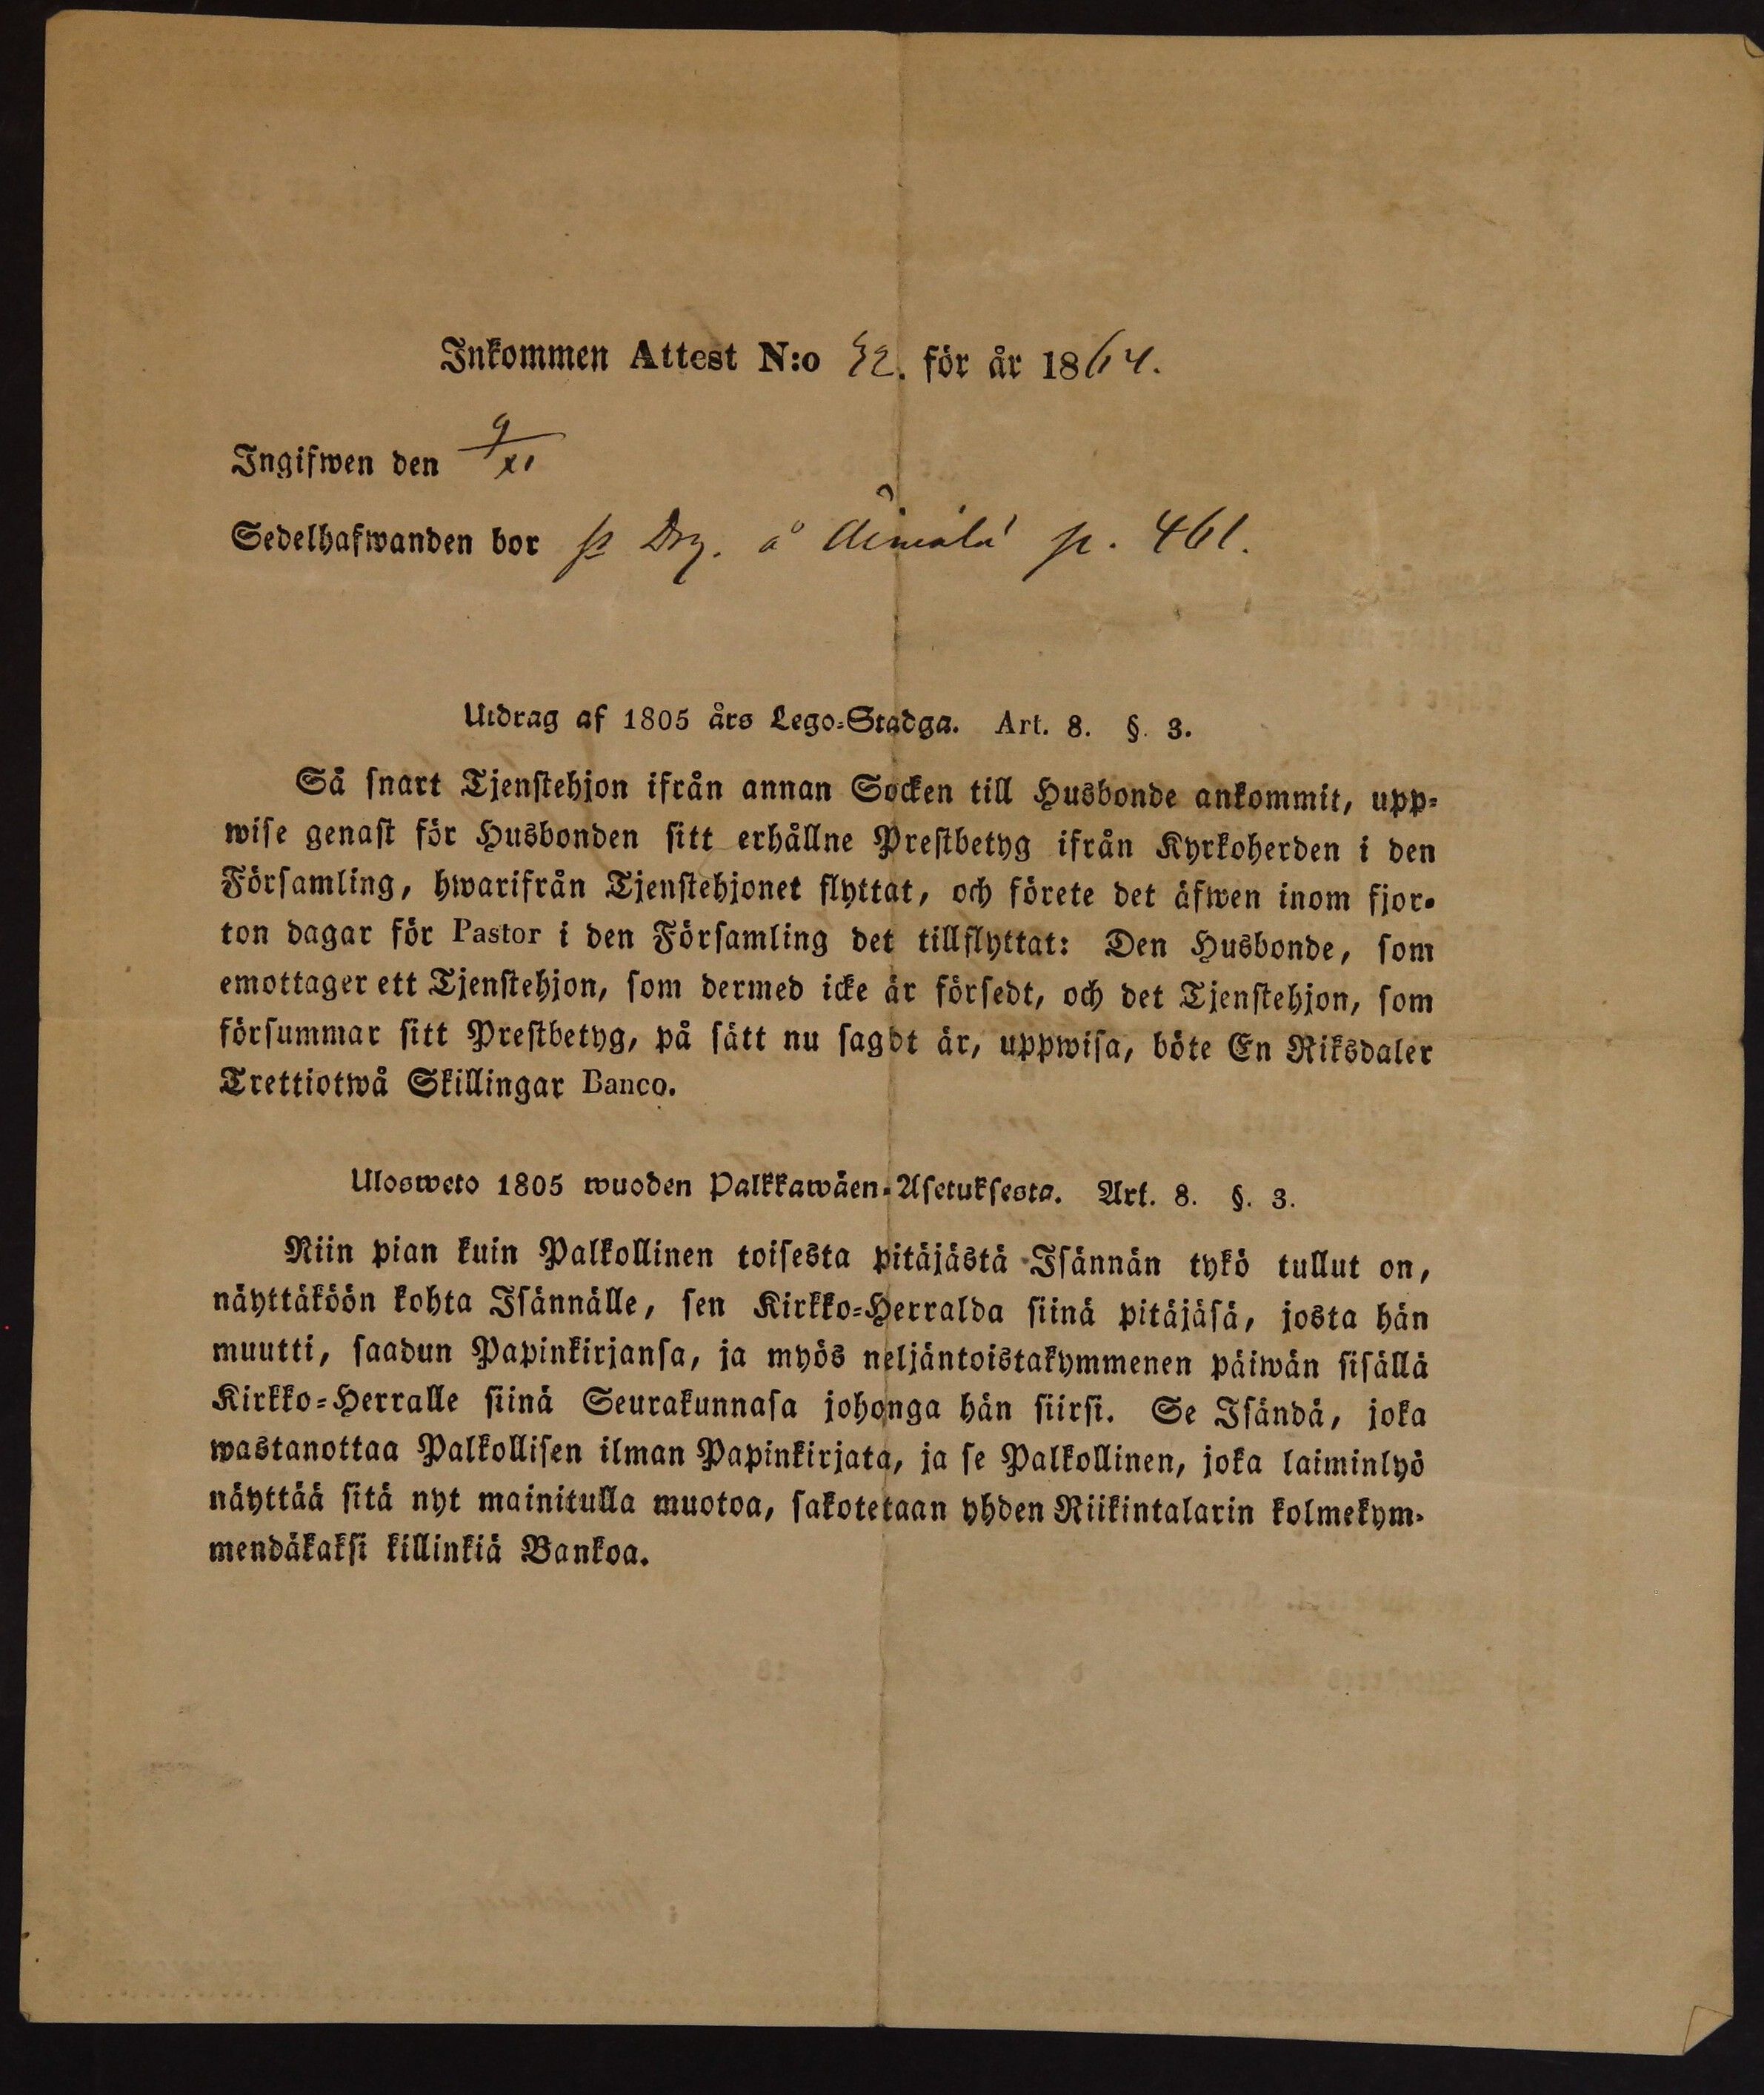 Inkommen Attest N:o 32. för år 1864.
Ingifwen den 9/XI
Sedelhafwanden bor Drg. å p. 461.
Utdrag af 1805 års Lego-Stadga. Art. 8. §. 3.
Så snart Tjenstehjon ifrån annan Socken till Husbonde ankommit, upp-
wise genast för Husbonden sitt erhållne Prestbetyg ifrån Kyrkoherden i den
Församling, hwarifrån Tjenstehjonet flyttat, och förete det äfwen inom fjor-
ton dagar för Pastor i den Församling det tillflyttat: Den Husbonde, som
emottager ett Tjenstehjon, som dermed icke är försedt, och det Tjenstehjon, som
försummar sitt Prestbetyg, på sätt nu sagdt är, uppwisa, böte En Riksdaler
Trettiotwå Skillingar Banco.
Ulosweto 1805 wuoden Palkkawäen-Asetuksesta. Art. 8. §. 3.
Niin pian kuin Palkollinen toisesta pitäjästä Isännän tykö tullut on,
näyttäköön kohta Isännälle, sen Kirkko-Herralda siinä pitäjäsä, josta hän
muutti, saadun Papinkirjansa, ja myös neljäntoistakymmenen päiwän sisällä
Kirkko-Herralle siinä Seurakunnasa johonga hän siirsi. Se Isändä, joka
wastanottaa Palkollisen ilman Papinkirjata, ja se Palkollinen, joka laiminlyö
näyttää sitä nyt mainitulla muotoa, sakotetaan yhden Riikintalarin kolmekym-
mendäkaksi killinkiä Bankoa.